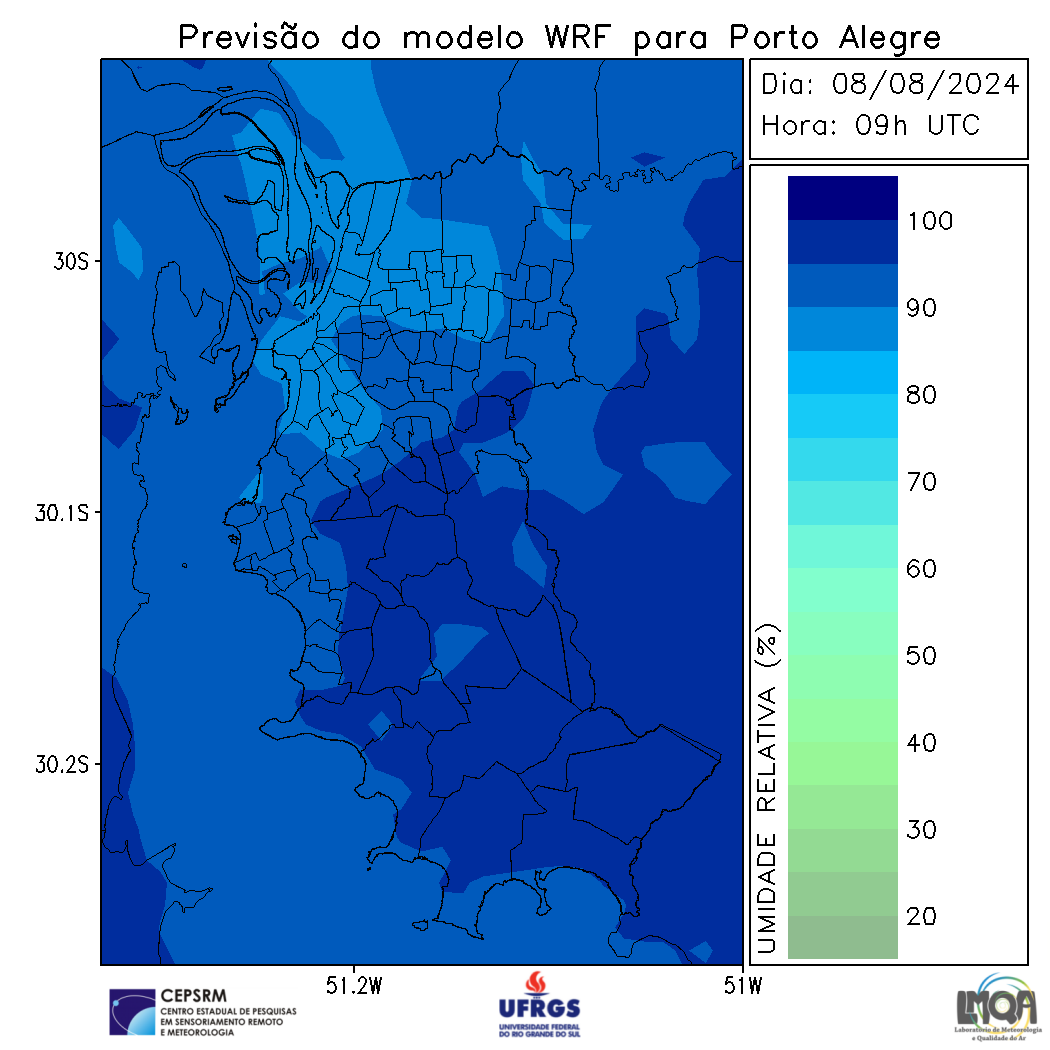 Previsão do modelo WRF para Porto Alegre
Dia: 08/08/2024
Hora: 09h UTC
100
90
80
70
60
50
40
30
20
UMIDADE RELATIVA (%)
30S
30.1S
30.2S
51.2W
51W
CEPSRM
CENTRO ESTADUAL DE PESQUISAS
EM SENSORIAMENTO REMOTO
E METEOROLOGIA
UFRGS
UNIVERSIDADE FEDERAL
DO RIO GRANDE DO SUL
LMQA
Laboratório de Meteorologia
e Qualidade do Ar